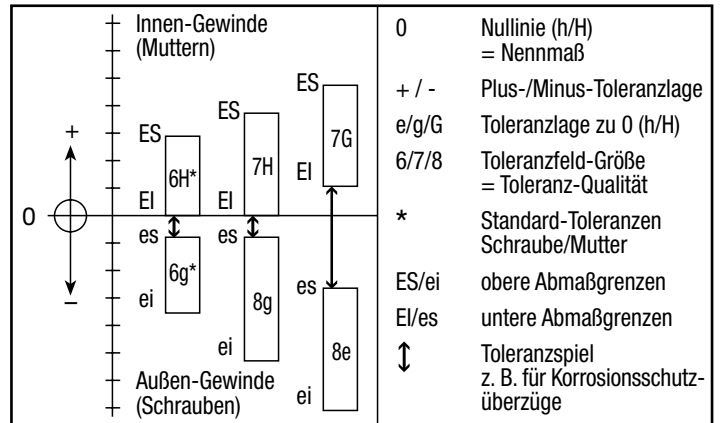 Innen-Gewinde
(Muttern)
ES
7G
EI
ES
7H
EI
ES
6H*
EI
+
0
–
es
6g*
ei
es
8g
ei
es
8e
ei
Außen-Gewinde
(Schrauben)
0 Nullinie (h/H)
= Nennmaß
+ / - Plus-/Minus-Toleranzlage
e/g/G Toleranzlage zu 0 (h/H)
6/7/8 Toleranzfeld-Größe
= Toleranz-Qualität
* Standard-Toleranzen
Schraube/Mutter
ES/ei obere Abmaßgrenzen
EI/es untere Abmaßgrenzen
↕ Toleranzspiel
z. B. für Korrosionsschutz-
überzüge